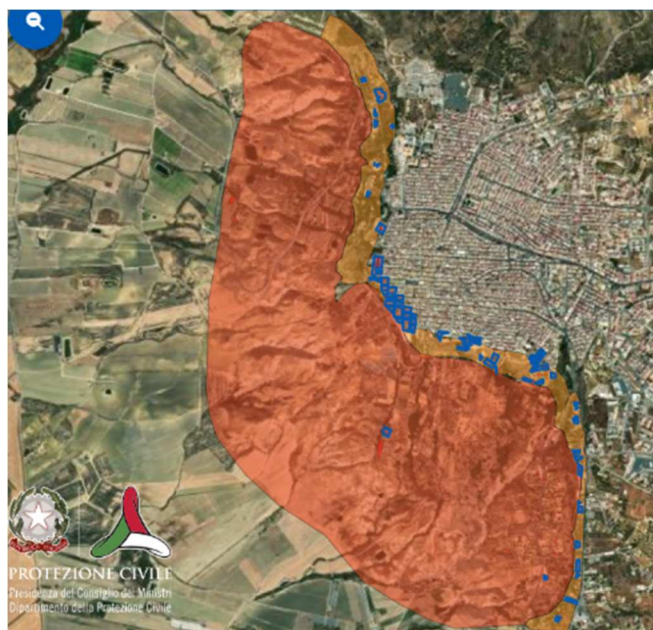 PROTEZIONE CIVILE
Presidenza del Consiglio dei Ministri
Dipartimento della Protezione Civile